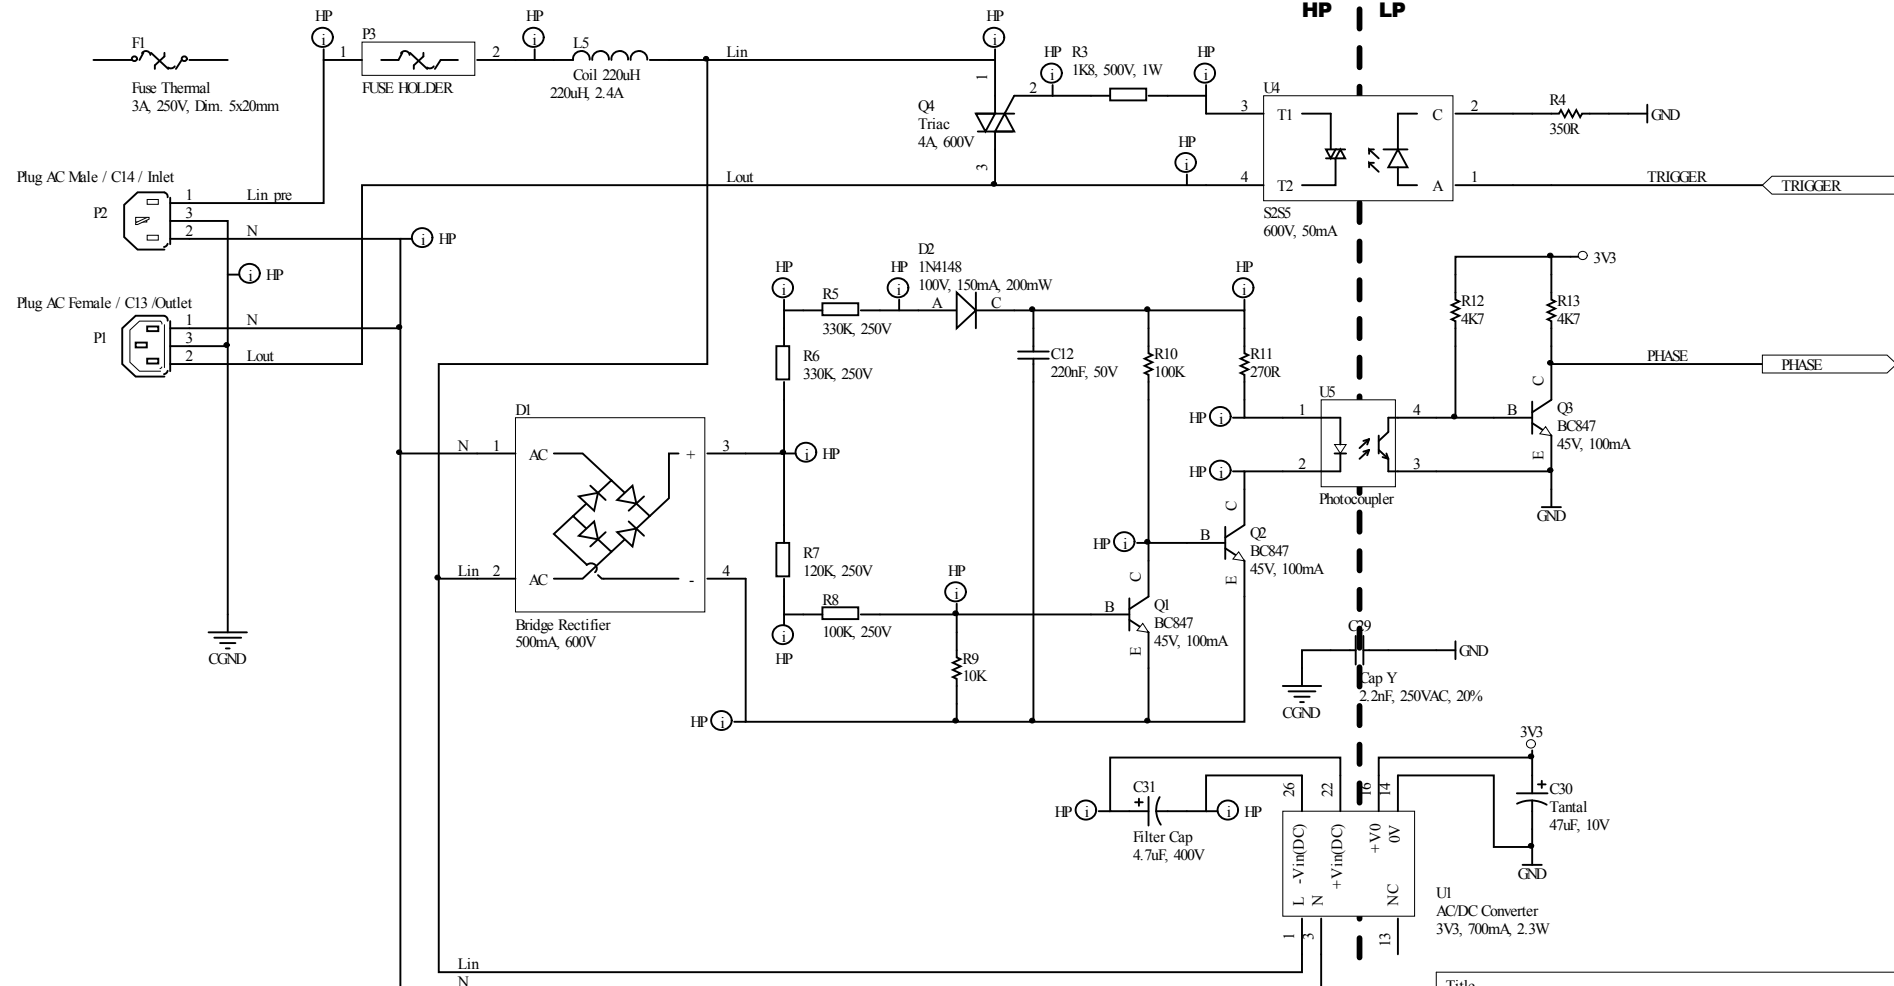 HP LP
HP
HP
HP
F1
Fuse Thermal
3A, 250V, Dim. 5x20mm
P3
1
2
FUSE HOLDER
L5
Coil 220uH
220uH, 2.4A
Lin
HP R3
1K8, 500V, 1W
HP
1
2
3
Q4
Triac
4A, 600V
HP
U4
3 T1
4 T2
C 2
A 1
S2S5
600V, 50mA
R4
350R
GND
TRIGGER
TRIGGER
Plug AC Male / C14 / Inlet
P2
1
3
2
Lin pre
N
HP
HP
Lout
Plug AC Female / C13 /Outlet
P1
1
3
2
N
Lout
CGND
HP
R5
330K, 250V
HP
D2
1N4148
100V, 150mA, 200mW
A
C
HP
R6
330K, 250V
C12
220nF, 50V
R10
100K
R11
270R
3V3
R12
4K7
R13
4K7
PHASE
PHASE
D1
N 1 AC
Lin 2 AC
+ 3
- 4
Bridge Rectifier
500mA, 600V
HP
HP
HP
U5
1
2
4
3
Photocoupler
B
C
E
Q3
BC847
45V, 100mA
GND
R7
120K, 250V
R8
100K, 250V
HP
HP
HP
B
C
E
Q2
BC847
45V, 100mA
B
C
E
Q1
BC847
45V, 100mA
R9
10K
HP
C29
Cap Y
2.2nF, 250VAC, 20%
CGND
GND
3V3
HP
C31
+
HP
Filter Cap
4.7uF, 400V
26
22
16
14
-Vin(DC)
+Vin(DC)
+V0
0V
L
N
NC
1
3
13
+
C30
Tantal
47uF, 10V
GND
U1
AC/DC Converter
3V3, 700mA, 2.3W
Lin
N
Title